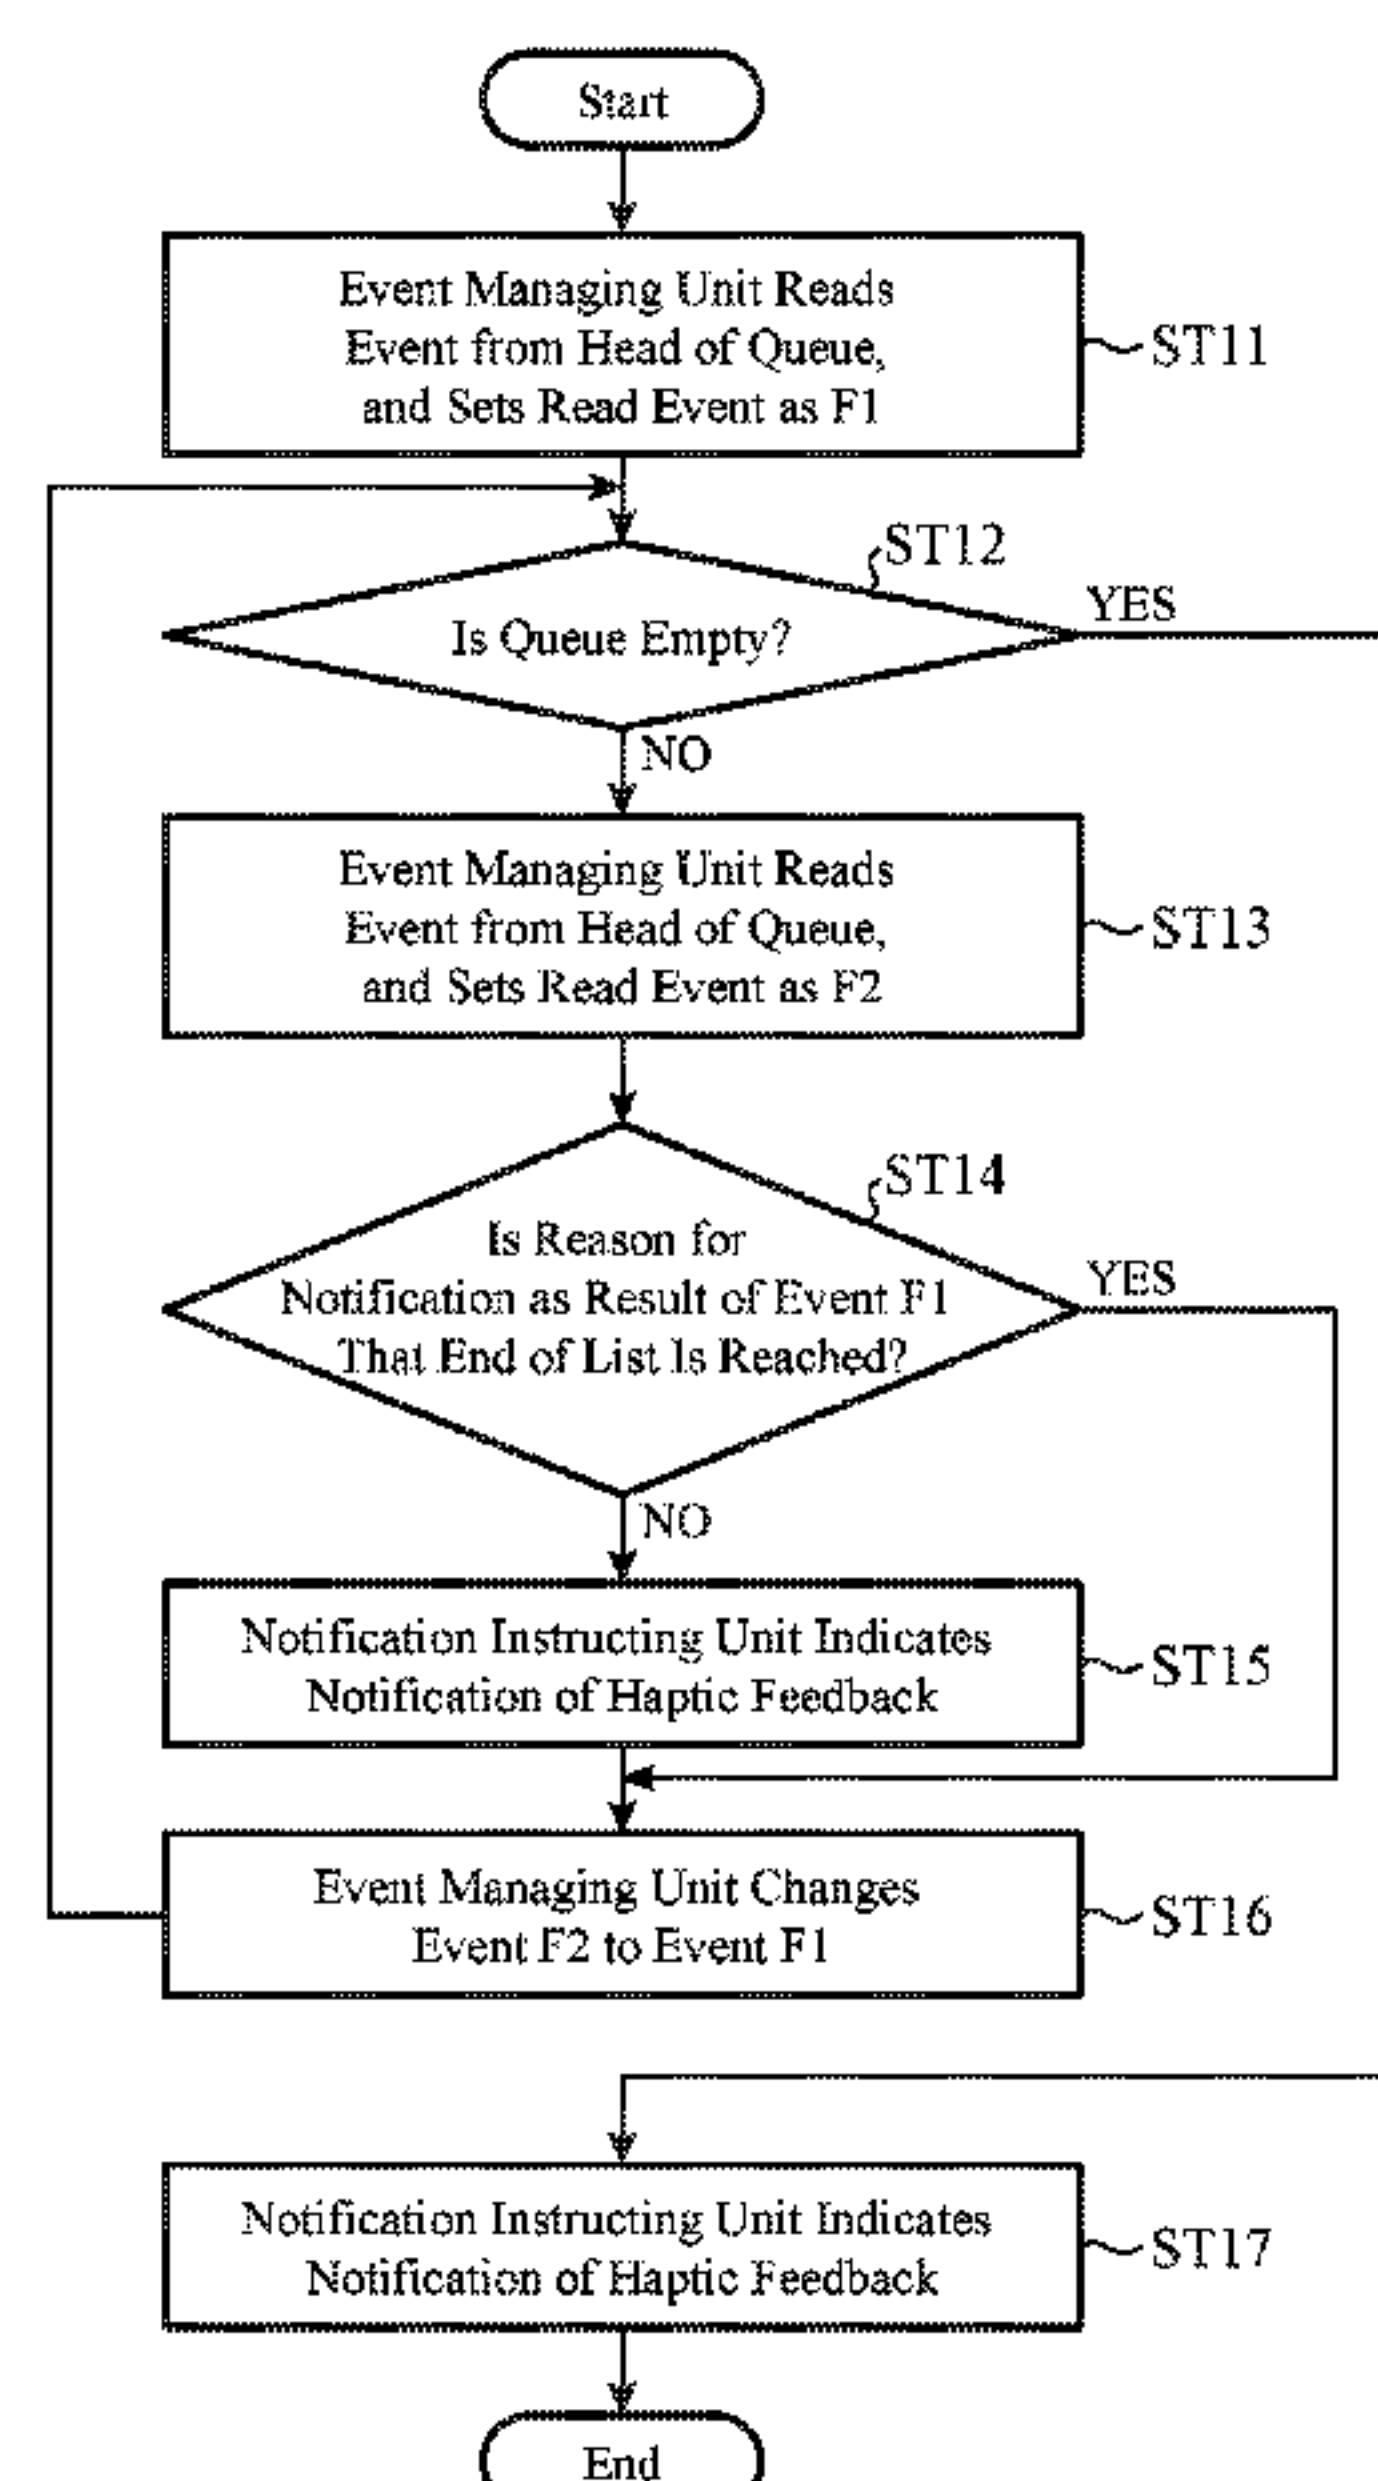 Start
Event Managing Unit Reads
Event from Head of Queue,
and Sets Read Event as F1
ST11
ST12
YES
Is Queue Empty?
NO
Event Managing Unit Reads
Event from Head of Queue,
and Sets Read Event as F2
ST13
ST14
Is Reason for
Notification as Result of Event F1
That End of List Is Reached?
YES
NO
Notification Instructing Unit Indicates
Notification of Haptic Feedback
ST15
Event Managing Unit Changes
Event F2 to Event F1
ST16
Notification Instructing Unit Indicates
Notification of Haptic Feedback
ST17
End